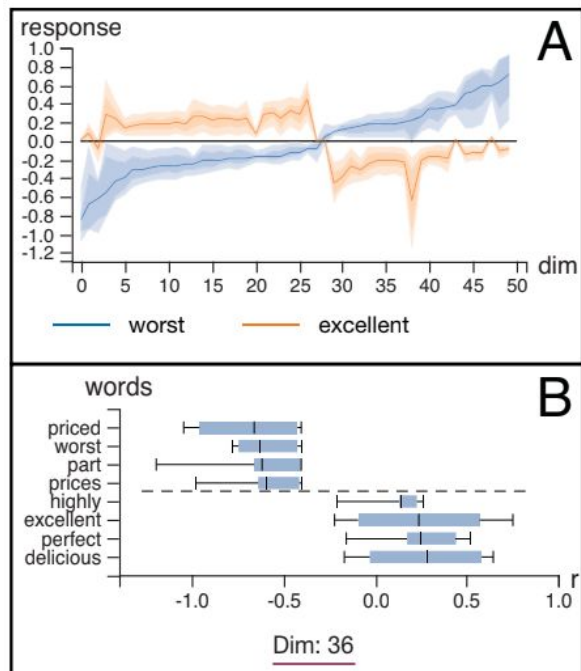 response
A
1.0
0.8
0.6
0.4
0.2
0.0
-0.2
-0.4
-0.6
-0.8
-1.0
-1.2
dim
0 5 10 15 20 25 30 35 40 45 50
worst excellent
words
B
priced
worst
part
prices
highly
excellent
perfect
delicious
r
-1.0 -0.5 0.0 0.5 1.0
Dim: 36